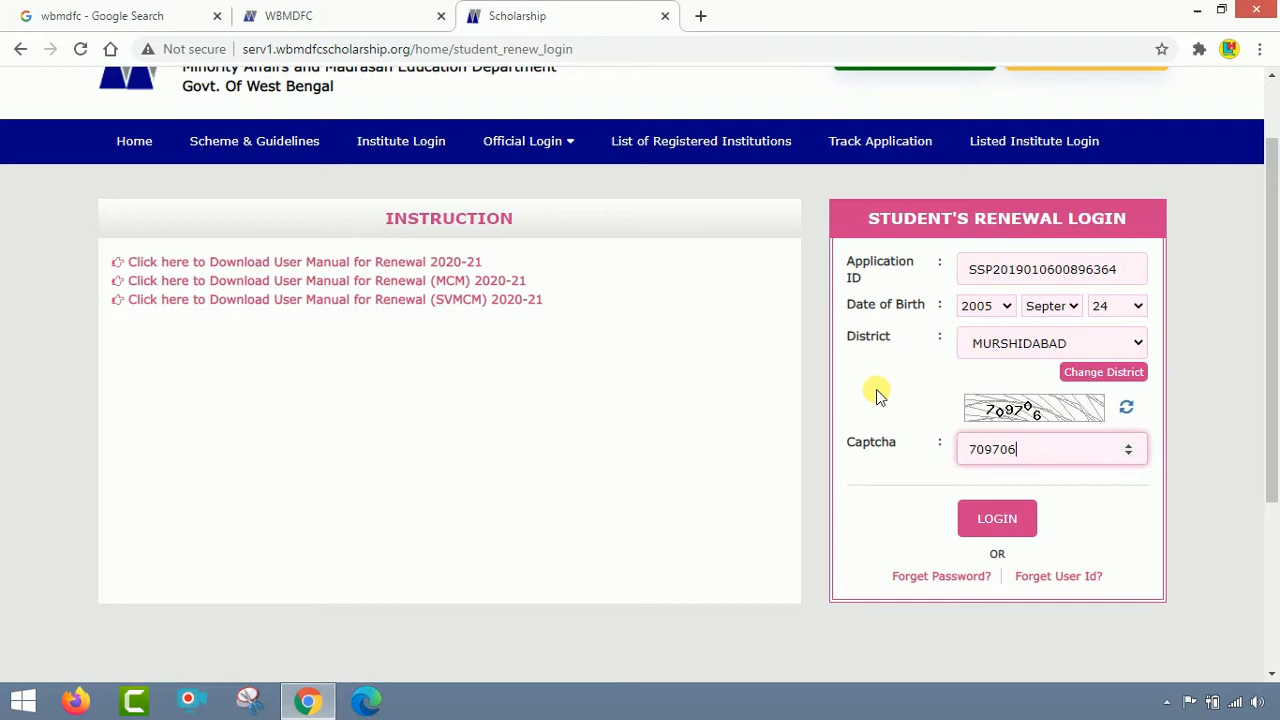 wbmdfc - Google Search
WBMDFC
Scholarship
Not secure
serv1.wbmdfcscholarship.org/home/student_renew_login
Minority Affairs and Madrasah Education Department
Govt. Of West Bengal
Home
Scheme & Guidelines
Institute Login
Official Login
List of Registered Institutions
Track Application
Listed Institute Login
INSTRUCTION
Click here to Download User Manual for Renewal 2020-21
Click here to Download User Manual for Renewal (MCM) 2020-21
Click here to Download User Manual for Renewal (SVMCM) 2020-21
STUDENT'S RENEWAL LOGIN
Application : SSP2019010600896364
ID
Date of Birth : 2005 Septer 24
District : MURSHIDABAD
Change District
709706
Captcha : 709706
LOGIN
OR
Forget Password? Forget User Id?